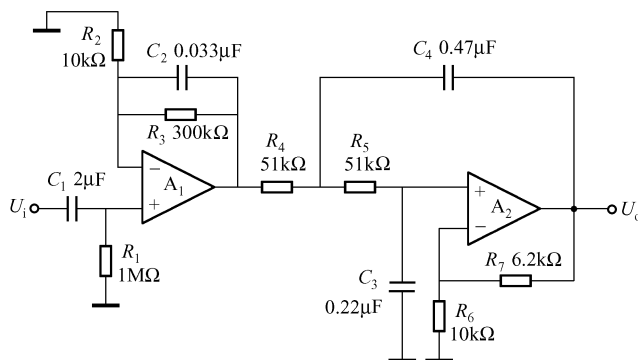 R2
10kΩ
C2 0.033μF
C4 0.47μF
R3 300kΩ
R4
51kΩ
R5
51kΩ
C1 2μF
Ui
−
A1
+
+
A2
−
Uo
R1
1MΩ
C3
0.22μF
R7 6.2kΩ
R6
10kΩ